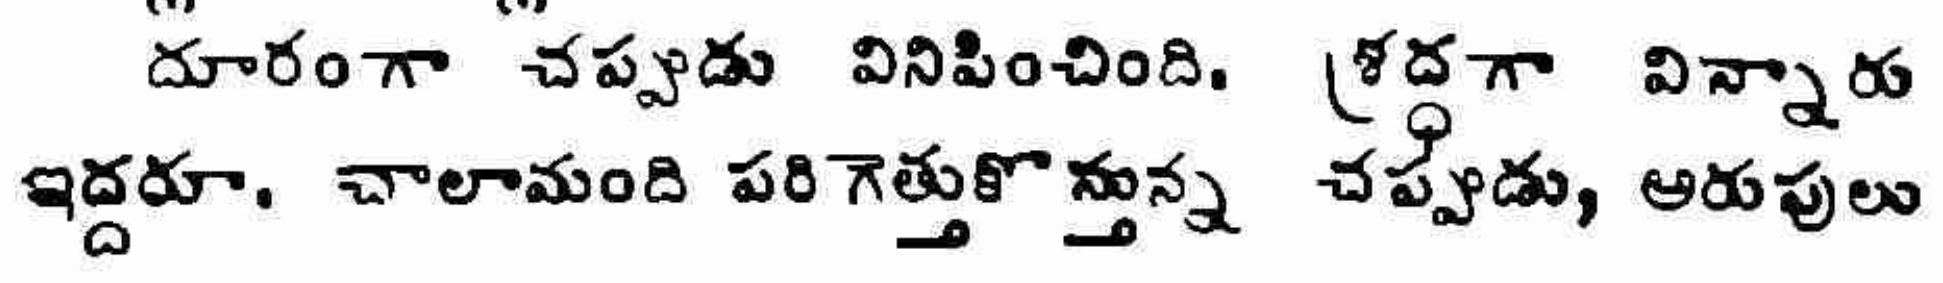 దూరంగా చప్పుడు వినిపించింది. శ్రద్ధగా విన్నారు
ఇద్దరూ. చాలామంది పరిగెత్తుకొస్తున్న చప్పుడు, అరుపులు